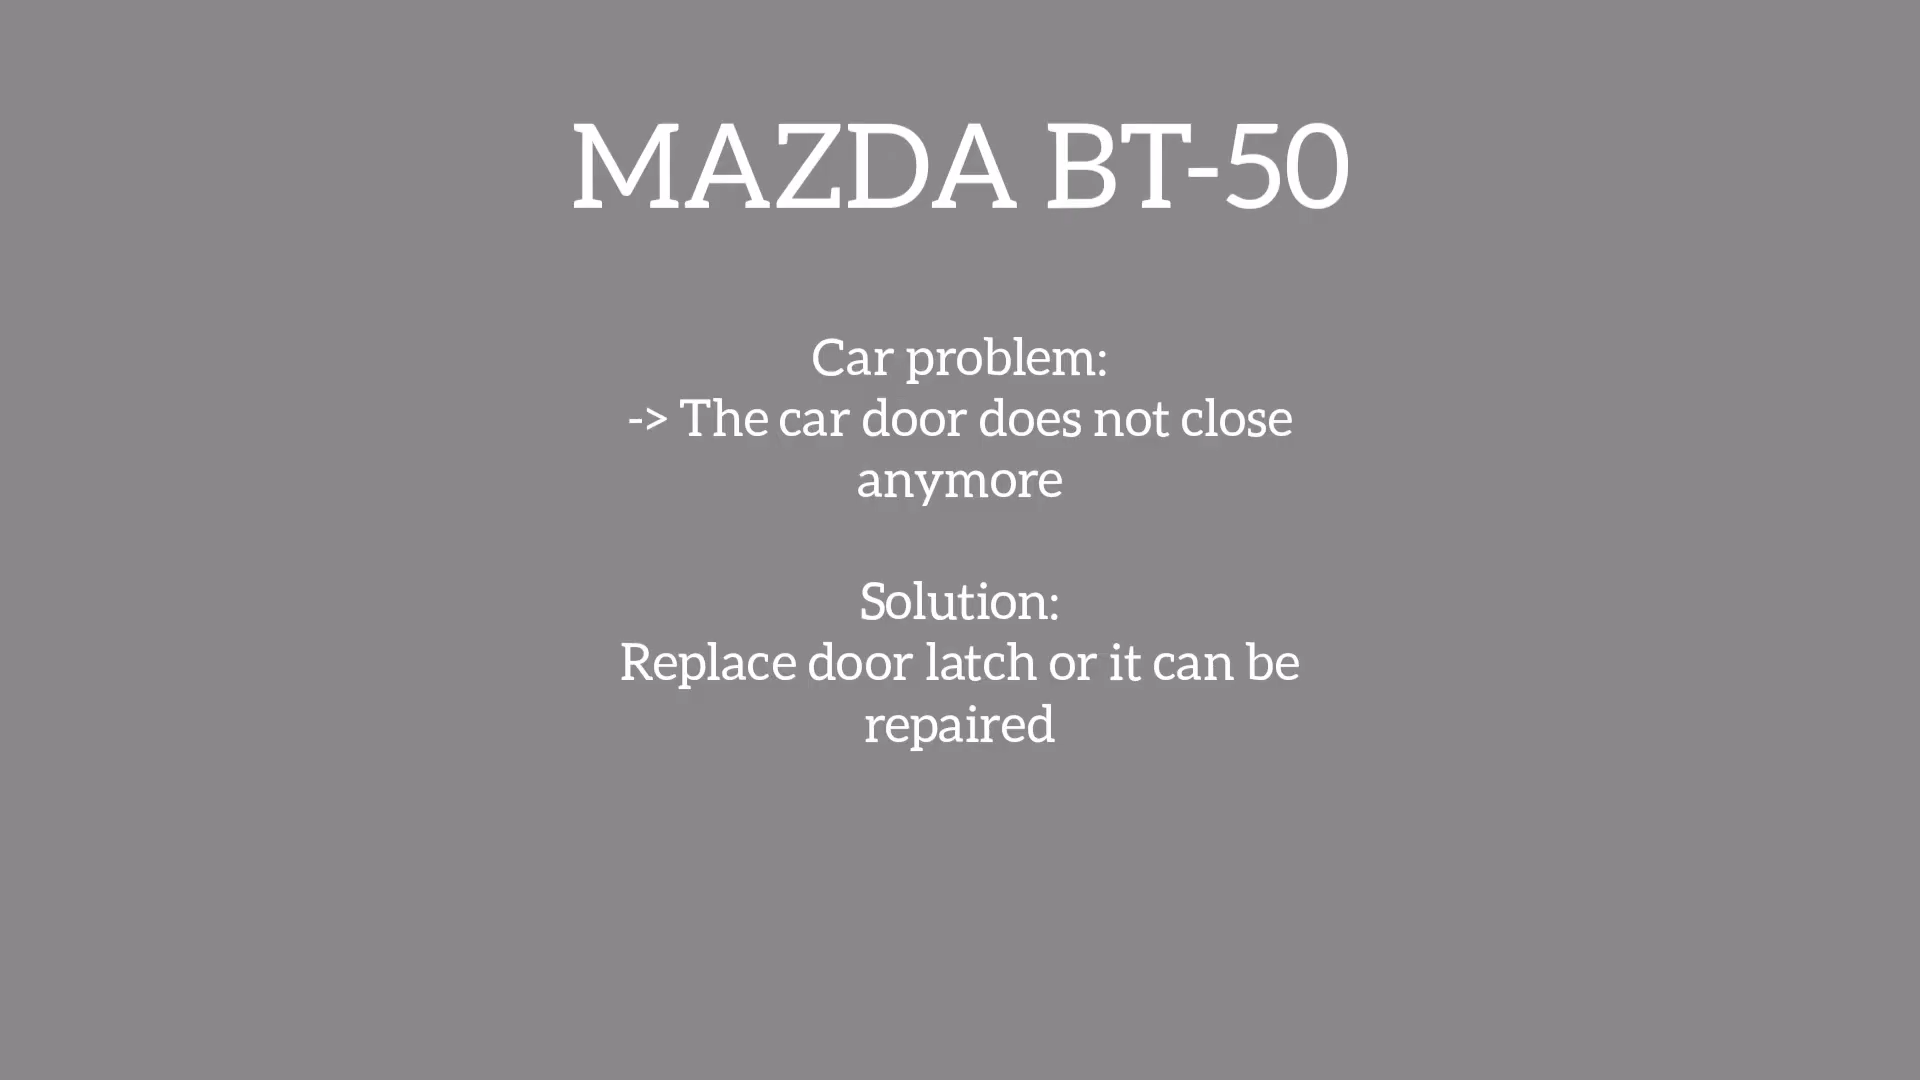 MAZDA BT-50
Car problem:
-> The car door does not close
anymore
Solution:
Replace door latch or it can be
repaired